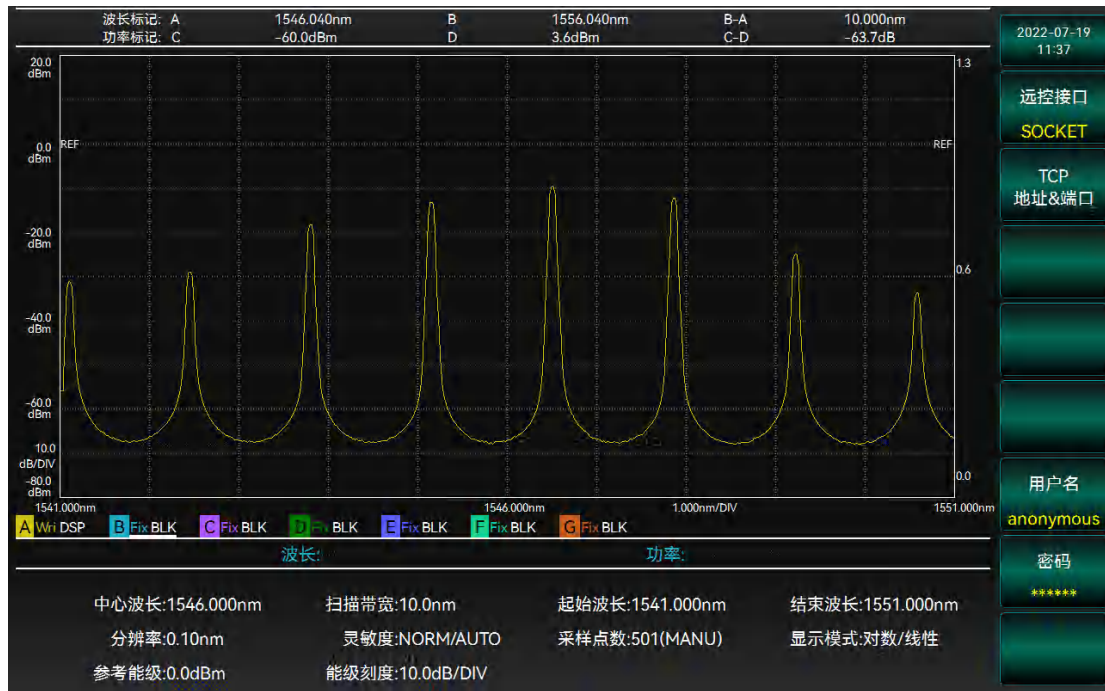 波长标记: A 1546.040nm B 1556.040nm B-A 10.000nm
功率标记: C -60.0dBm D 3.6dBm C-D -63.7dB
2022-07-19
11:37
远控接口
SOCKET
TCP
地址&端口
用户名
anonymous
密码
******
20.0
dBm
1.3
0.0
dBm
REF
REF
-20.0
dBm
0.6
-40.0
dBm
-60.0
dBm
10.0
dB/DIV
-80.0
dBm
0.0
1541.000nm 1546.000nm 1.000nm/DIV 1551.000nm
A Wri DSP B Fix BLK C Fix BLK D Fix BLK E Fix BLK F Fix BLK G Fix BLK
波长: 功率:
中心波长:1546.000nm 扫描带宽:10.0nm 起始波长:1541.000nm 结束波长:1551.000nm
分辨率:0.10nm 灵敏度:NORM/AUTO 采样点数:501(MANU) 显示模式:对数/线性
参考能级:0.0dBm 能级刻度:10.0dB/DIV